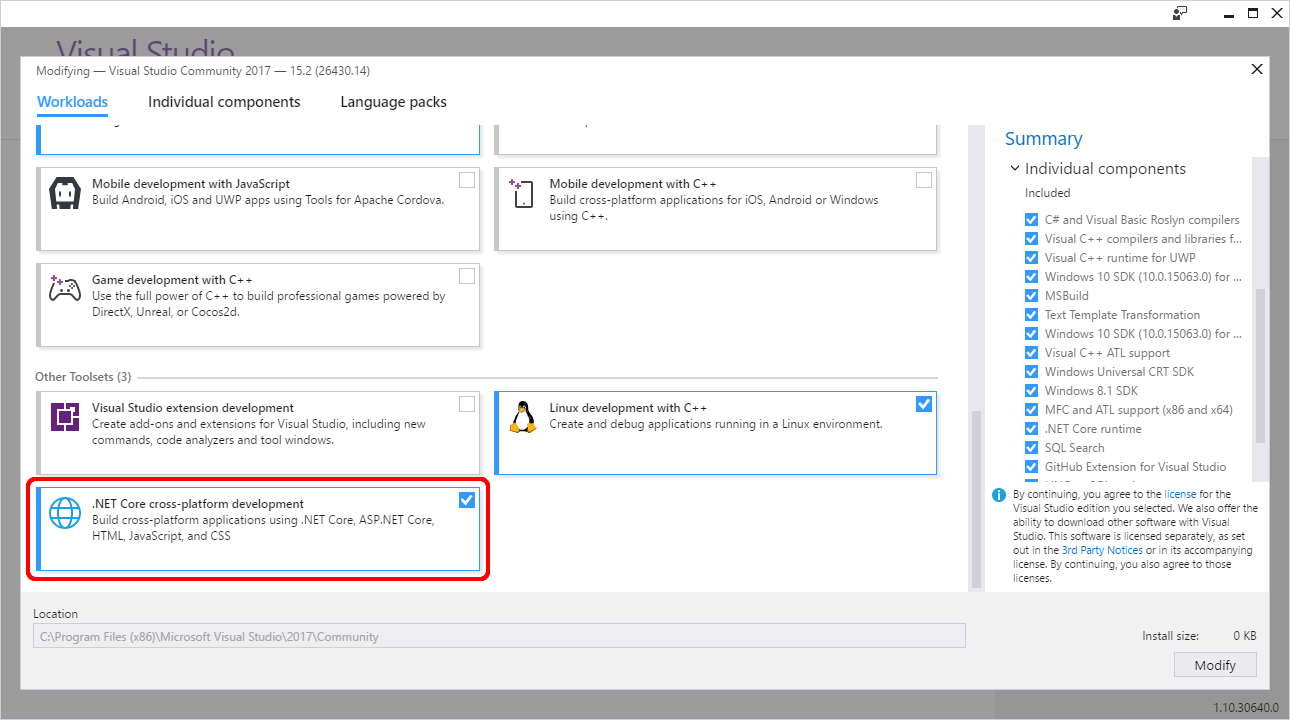 Visual Studio
Modifying — Visual Studio Community 2017 — 15.2 (26430.14)
Workloads
Individual components
Language packs
Mobile development with JavaScript
Build Android, iOS and UWP apps using Tools for Apache Cordova.
Mobile development with C++
Build cross-platform applications for iOS, Android or Windows
using C++.
Game development with C++
Use the full power of C++ to build professional games powered by
DirectX, Unreal, or Cocos2d.
Other Toolsets (3)
Visual Studio extension development
Create add-ons and extensions for Visual Studio, including new
commands, code analyzers and tool windows.
Linux development with C++
Create and debug applications running in a Linux environment.
.NET Core cross-platform development
Build cross-platform applications using .NET Core, ASP.NET Core,
HTML, JavaScript, and CSS
Summary
Individual components
Included
C# and Visual Basic Roslyn compilers
Visual C++ compilers and libraries f...
Visual C++ runtime for UWP
Windows 10 SDK (10.0.15063.0) for ...
MSBuild
Text Template Transformation
Windows 10 SDK (10.0.15063.0) for ...
Visual C++ ATL support
Windows Universal CRT SDK
Windows 8.1 SDK
MFC and ATL support (x86 and x64)
.NET Core runtime
SQL Search
GitHub Extension for Visual Studio
By continuing, you agree to the license for the
Visual Studio edition you selected. We also offer the
ability to download other software with Visual
Studio. This software is licensed separately, as set
out in the 3rd Party Notices or in its accompanying
license. By continuing, you also agree to those
licenses.
Location
C:\Program Files (x86)\Microsoft Visual Studio\2017\Community
Install size: 0 KB
Modify
1.10.30640.0